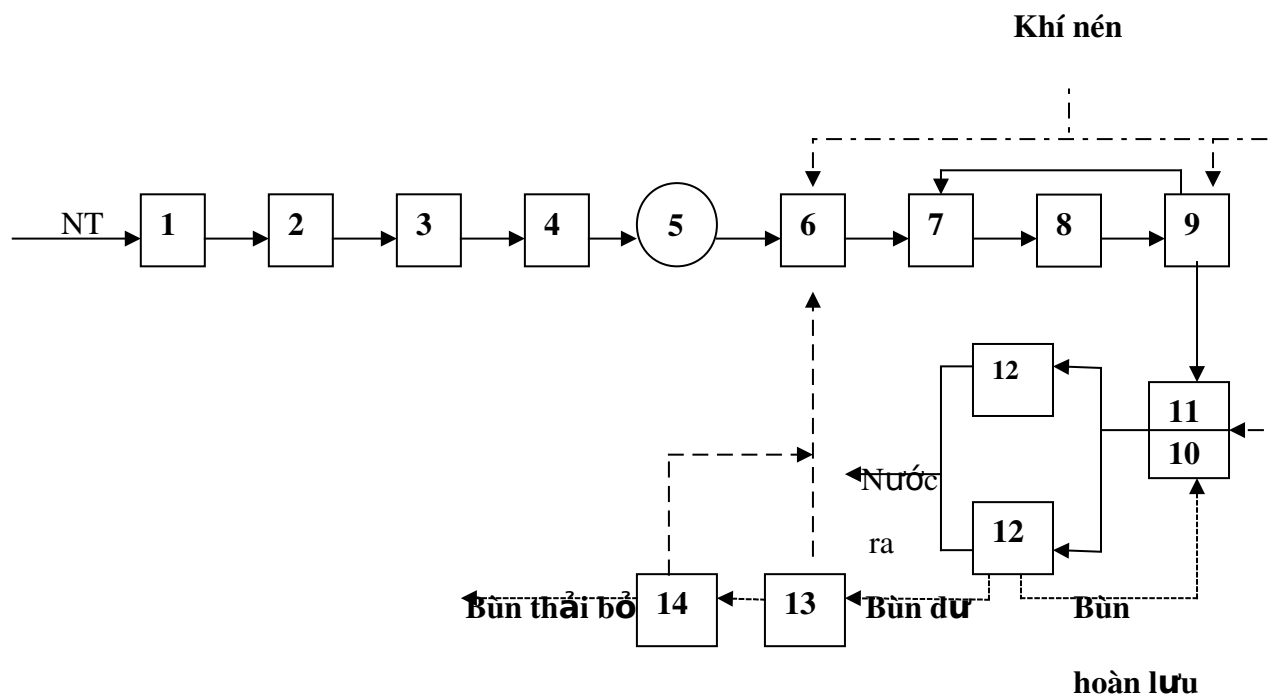 Khí nén
NT
1
2
3
4
5
6
7
8
9
12
11
10
Nước
ra
12
Bùn thải bỏ
14
13
Bùn dư
Bùn
hoàn lưu